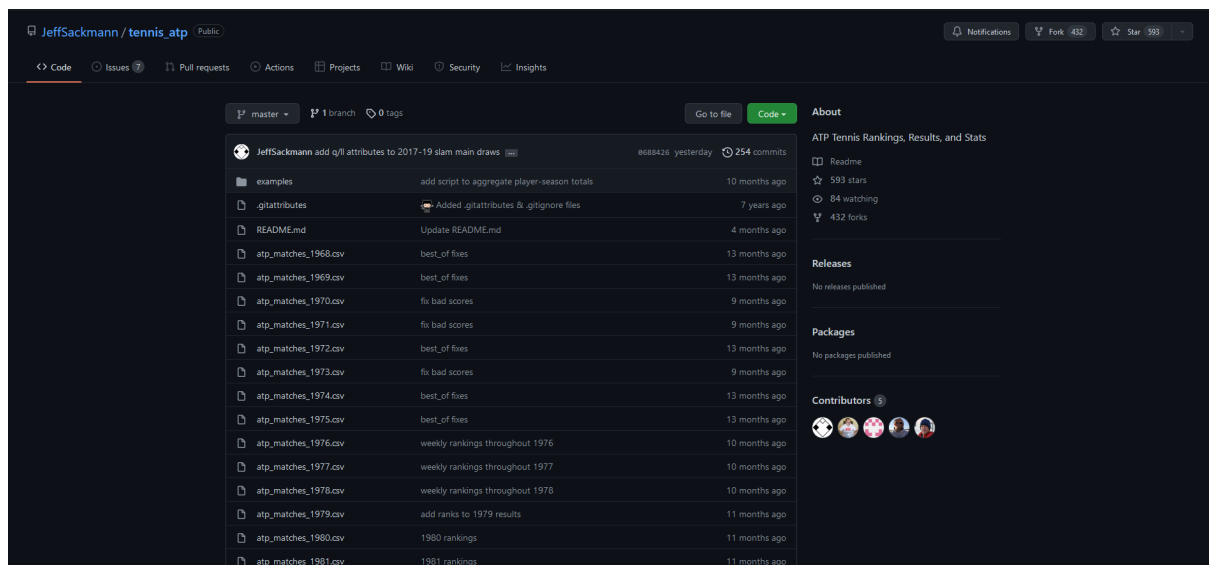 JeffSackmann / tennis_atp Public
Notifications Fork 432 Star 593
Code Issues 7 Pull requests Actions Projects Wiki Security Insights
master 1 branch 0 tags Go to file Code
JeffSackmann add q/ll attributes to 2017-19 slam main draws ... 0688426 yesterday 254 commits
examples add script to aggregate player-season totals 10 months ago
.gitattributes Added .gitattributes & .gitignore files 7 years ago
README.md Update README.md 4 months ago
atp_matches_1968.csv best_of fixes 13 months ago
atp_matches_1969.csv best_of fixes 13 months ago
atp_matches_1970.csv fix bad scores 9 months ago
atp_matches_1971.csv fix bad scores 9 months ago
atp_matches_1972.csv best_of fixes 13 months ago
atp_matches_1973.csv fix bad scores 9 months ago
atp_matches_1974.csv best_of fixes 13 months ago
atp_matches_1975.csv best_of fixes 13 months ago
atp_matches_1976.csv weekly rankings throughout 1976 10 months ago
atp_matches_1977.csv weekly rankings throughout 1977 10 months ago
atp_matches_1978.csv weekly rankings throughout 1978 10 months ago
atp_matches_1979.csv add ranks to 1979 results 11 months ago
atp_matches_1980.csv 1980 rankings 11 months ago
atp_matches_1981.csv 1981 rankings 11 months ago
About
ATP Tennis Rankings, Results, and Stats
Readme
593 stars
84 watching
432 forks
Releases
No releases published
Packages
No packages published
Contributors 5